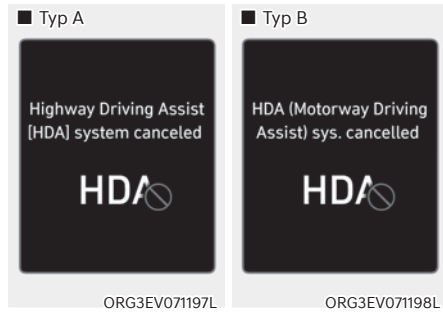 ■ Typ A
Highway Driving Assist
[HDA] system canceled
HDA
ORG3EV071197L
■ Typ B
HDA (Motorway Driving
Assist) sys. cancelled
HDA
ORG3EV071198L